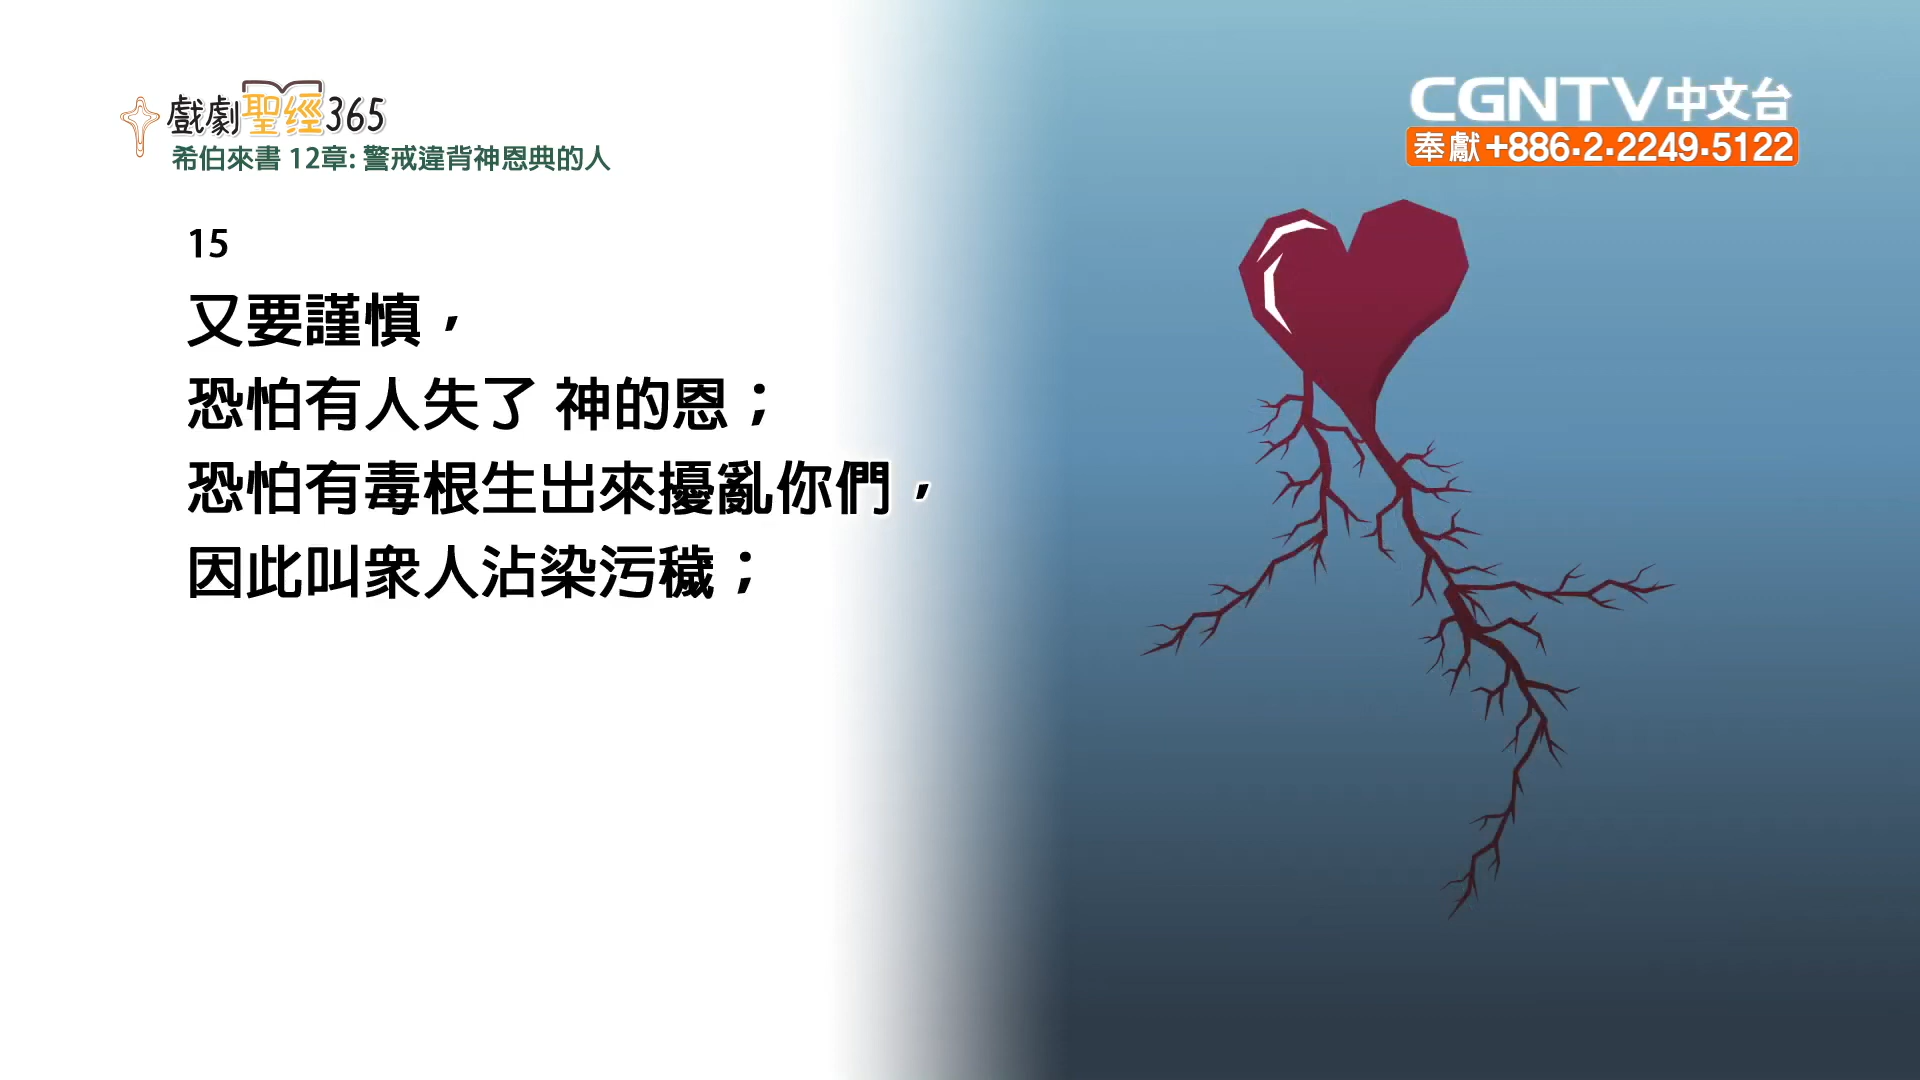 戲劇聖經365
希伯來書 12章: 警戒違背神恩典的人
CGNTV中文台
奉獻 +886·2·2249·5122
15
又要謹慎，
恐怕有人失了 神的恩；
恐怕有毒根生出來擾亂你們，
因此叫衆人沾染污穢；